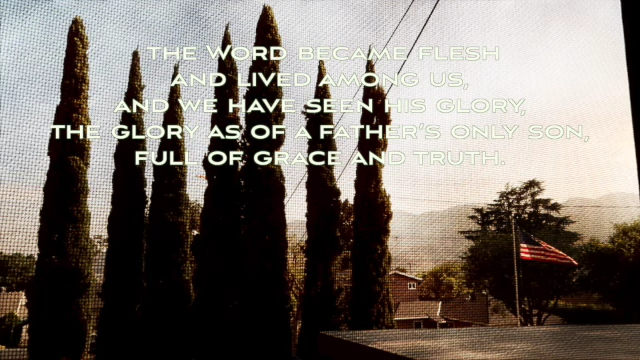 THE WORD BECAME FLESH
AND LIVED AMONG US,
AND WE HAVE SEEN HIS GLORY,
THE GLORY AS OF A FATHER'S ONLY SON,
FULL OF GRACE AND TRUTH.